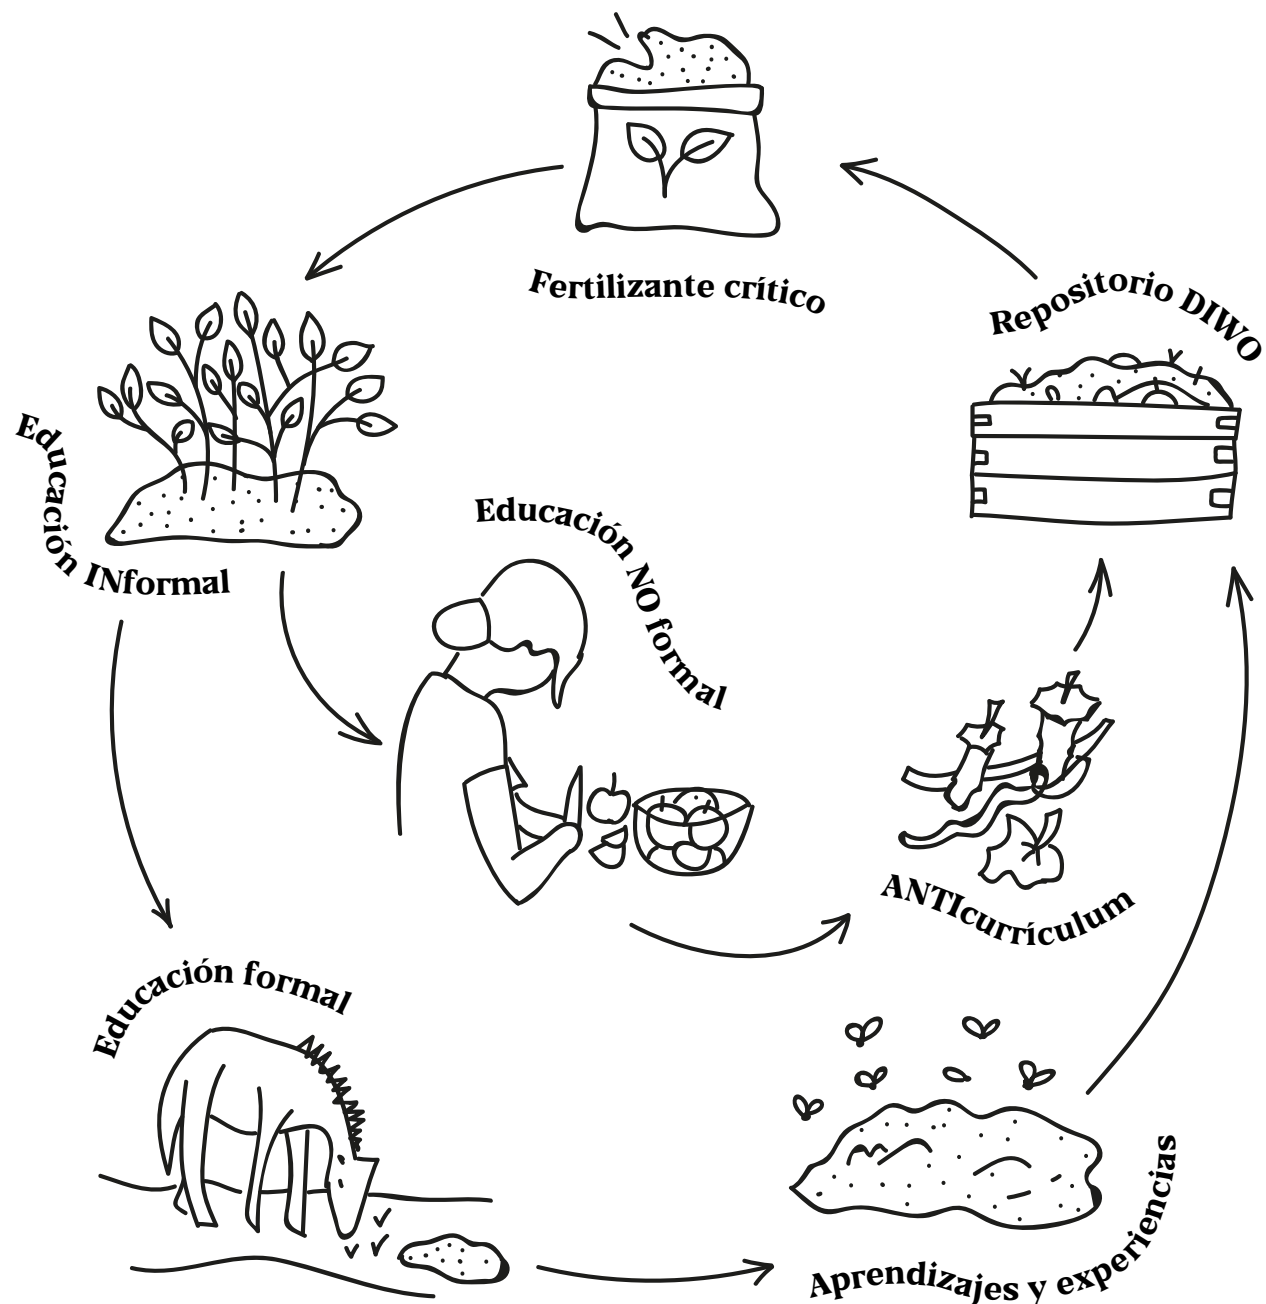 Fertilizante crítico
Repositorio DIWO
Educación INformal
Educación NO formal
ANTIcurrículum
Educación formal
Aprendizajes y experiencias